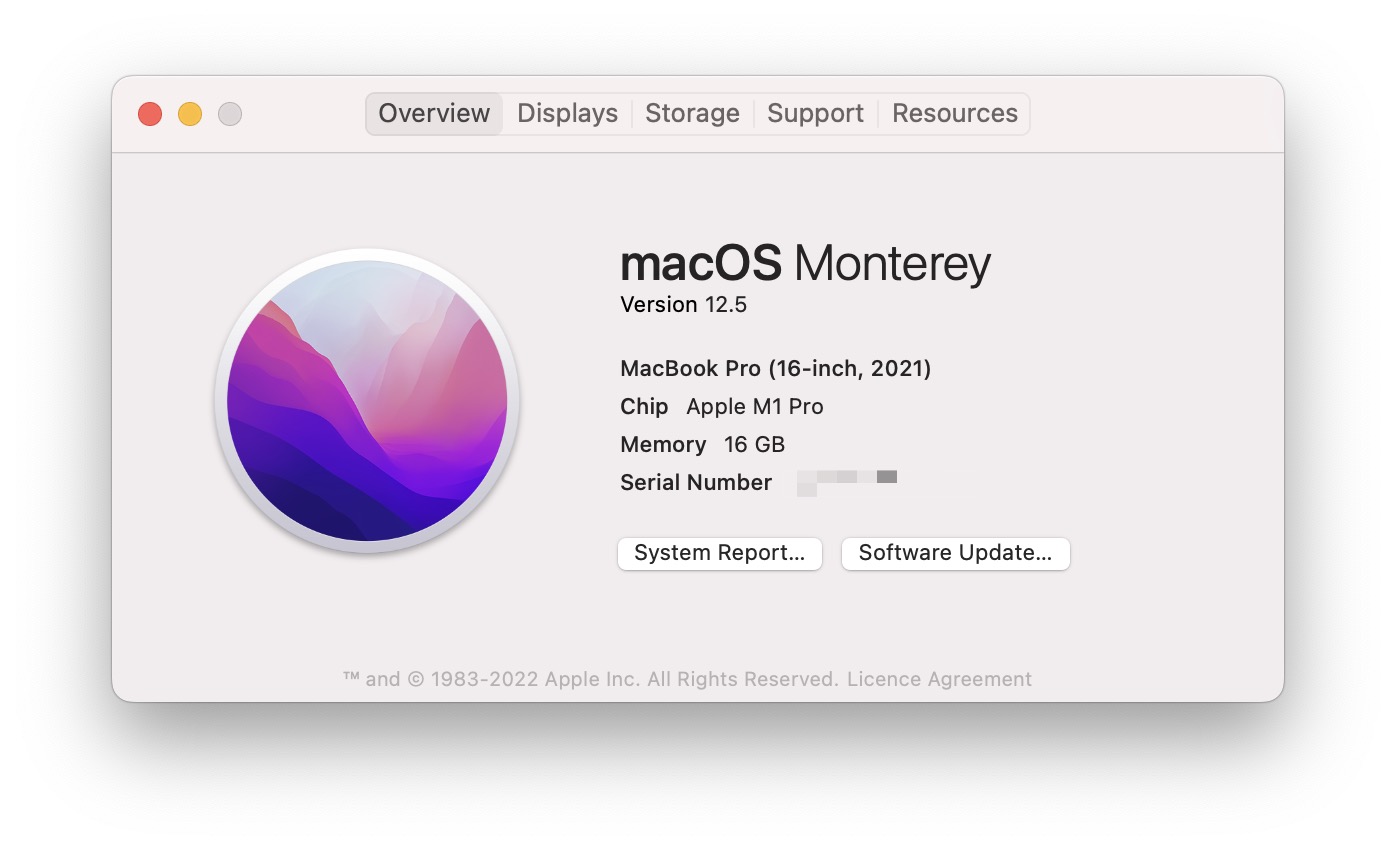 Overview Displays Storage Support Resources
macOS Monterey
Version 12.5
MacBook Pro (16-inch, 2021)
Chip Apple M1 Pro
Memory 16 GB
Serial Number
System Report... Software Update...
™ and © 1983-2022 Apple Inc. All Rights Reserved. Licence Agreement